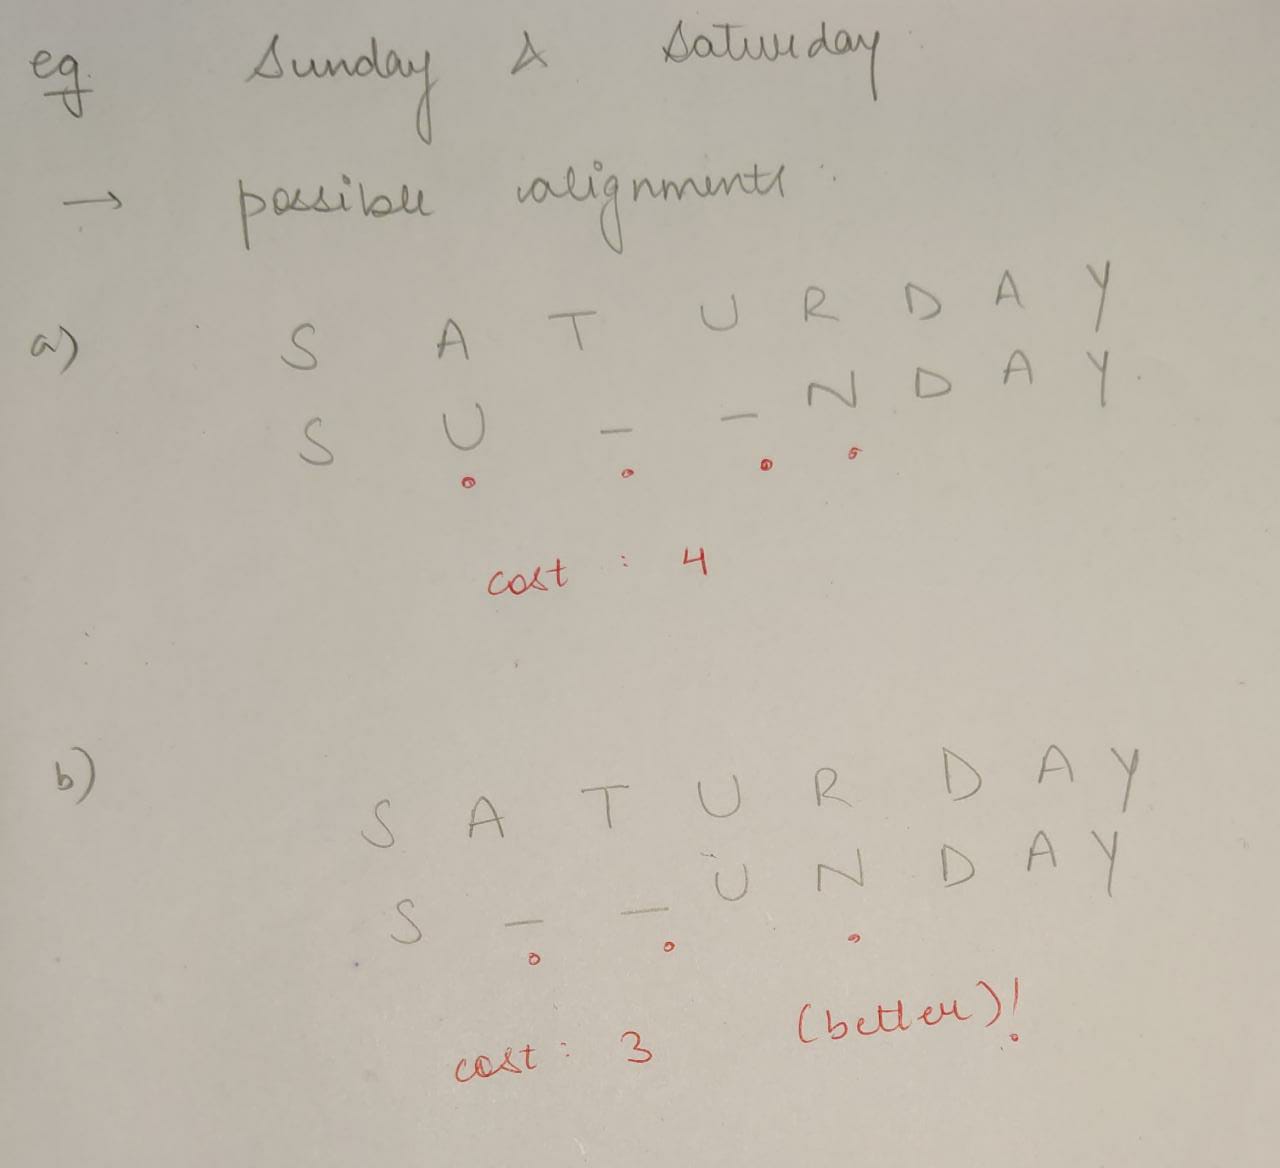 eg. Sunday & Saturday
→ possible alignments :
a) S A T U R D A Y
S U _ _ N D A Y.
cost : 4
b) S A T U R D A Y
S _ _ U N D A Y
cost : 3 (better)!